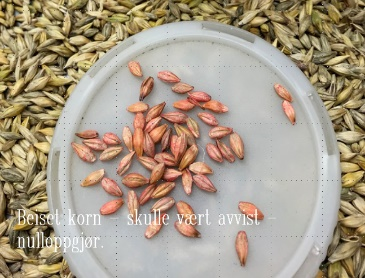 Beiset korn – skulle vært avvist –
nulloppgjør.